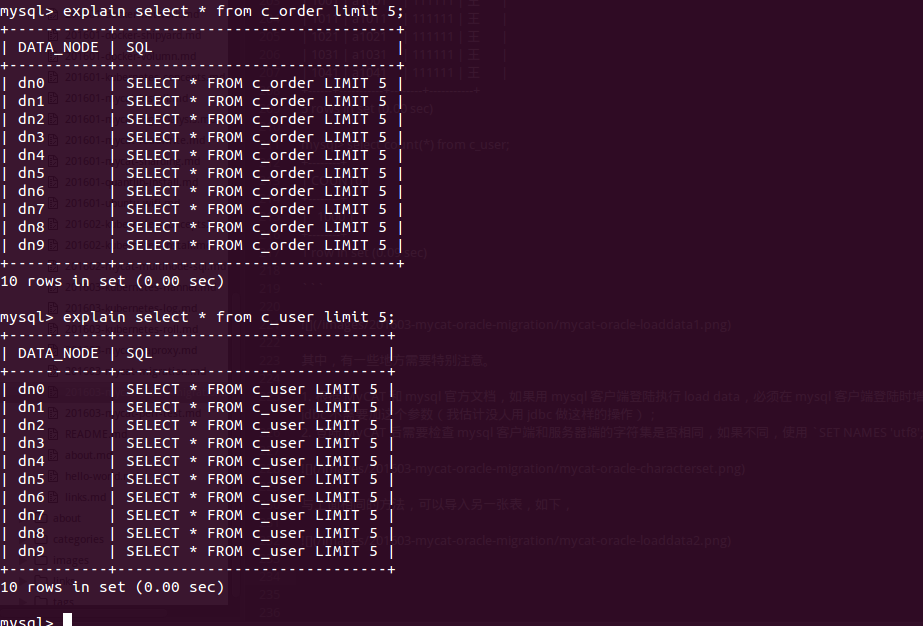 mysql> explain select * from c_order limit 5;
+-----------+-------------------------------+
| DATA_NODE | SQL                           |
+-----------+-------------------------------+
| dn0       | SELECT * FROM c_order LIMIT 5 |
| dn1       | SELECT * FROM c_order LIMIT 5 |
| dn2       | SELECT * FROM c_order LIMIT 5 |
| dn3       | SELECT * FROM c_order LIMIT 5 |
| dn4       | SELECT * FROM c_order LIMIT 5 |
| dn5       | SELECT * FROM c_order LIMIT 5 |
| dn6       | SELECT * FROM c_order LIMIT 5 |
| dn7       | SELECT * FROM c_order LIMIT 5 |
| dn8       | SELECT * FROM c_order LIMIT 5 |
| dn9       | SELECT * FROM c_order LIMIT 5 |
+-----------+-------------------------------+
10 rows in set (0.00 sec)
mysql> explain select * from c_user limit 5;
+-----------+------------------------------+
| DATA_NODE | SQL                          |
+-----------+------------------------------+
| dn0       | SELECT * FROM c_user LIMIT 5 |
| dn1       | SELECT * FROM c_user LIMIT 5 |
| dn2       | SELECT * FROM c_user LIMIT 5 |
| dn3       | SELECT * FROM c_user LIMIT 5 |
| dn4       | SELECT * FROM c_user LIMIT 5 |
| dn5       | SELECT * FROM c_user LIMIT 5 |
| dn6       | SELECT * FROM c_user LIMIT 5 |
| dn7       | SELECT * FROM c_user LIMIT 5 |
| dn8       | SELECT * FROM c_user LIMIT 5 |
| dn9       | SELECT * FROM c_user LIMIT 5 |
+-----------+------------------------------+
10 rows in set (0.00 sec)
mysql>